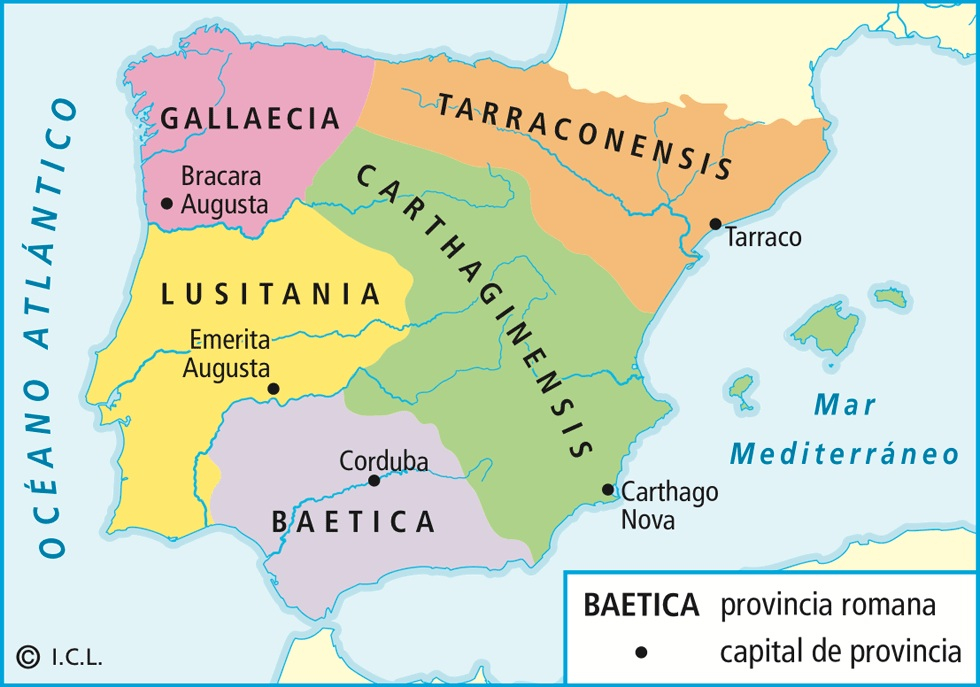 GALLAECIA
TARRACONENSIS
CARTHAGINENSIS
Bracara
Augusta
Tarraco
LUSITANIA
Emerita
Augusta
OCÉANO ATLÁNTICO
Mar
Mediterráneo
Corduba
BAETICA
Carthago
Nova
BAETICA provincia romana
capital de provincia
© I.C.L.